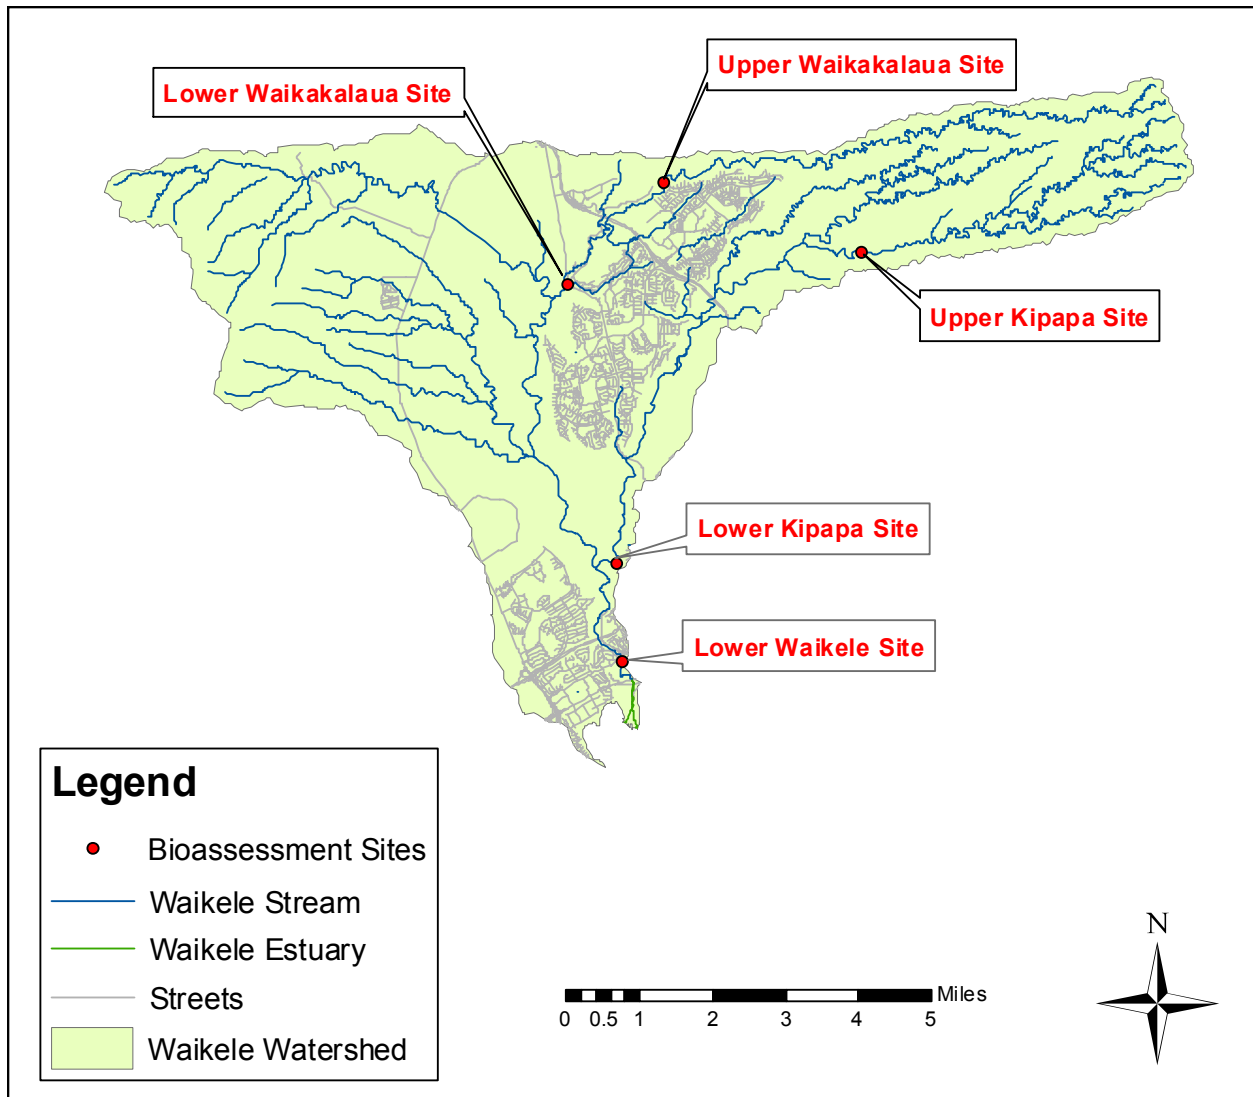 Upper Waikakalaua Site
Lower Waikakalaua Site
Upper Kipapa Site
Lower Kipapa Site
Lower Waikele Site
Legend
Bioassessment Sites
Waikele Stream
Waikele Estuary
Streets
Waikele Watershed
N
Miles
0 0.5 1 2 3 4 5